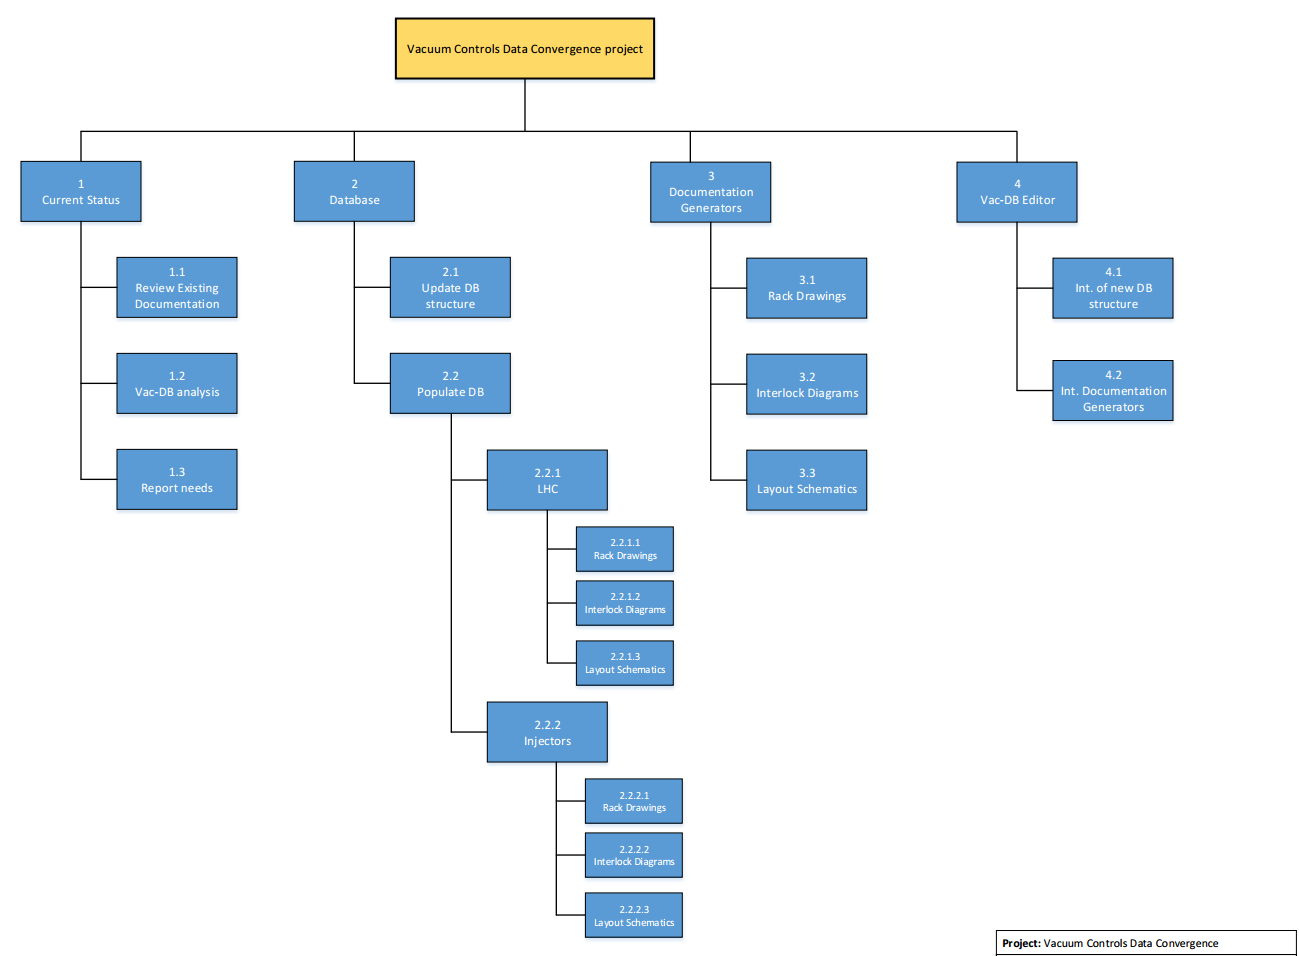 Vacuum Controls Data Convergence project
1
Current Status
1.1
Review Existing
Documentation
1.2
Vac-DB analysis
1.3
Report needs
2
Database
2.1
Update DB
structure
2.2
Populate DB
2.2.1
LHC
2.2.1.1
Rack Drawings
2.2.1.2
Interlock Diagrams
2.2.1.3
Layout Schematics
2.2.2
Injectors
2.2.2.1
Rack Drawings
2.2.2.2
Interlock Diagrams
2.2.2.3
Layout Schematics
3
Documentation
Generators
3.1
Rack Drawings
3.2
Interlock Diagrams
3.3
Layout Schematics
4
Vac-DB Editor
4.1
Int. of new DB
structure
4.2
Int. Documentation
Generators
Project: Vacuum Controls Data Convergence